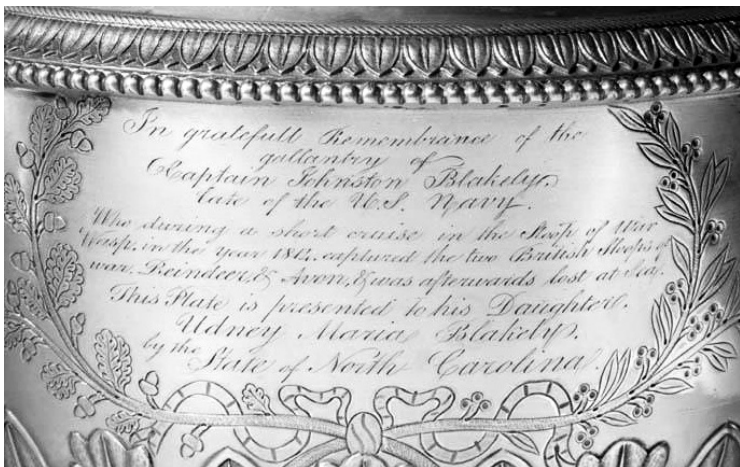 In gratefull Remembrance of the
gallantry of
Captain Johnston Blakely,
late of the U.S. Navy.
Who during a short cruise in the Sloop of War
Wasp, in the year 1814, captured the two British Sloops of
war, Reindeer, & Avon, & was afterwards lost at Sea.
This Plate is presented to his Daughter.
Udney Maria Blakely,
by the State of North Carolina.